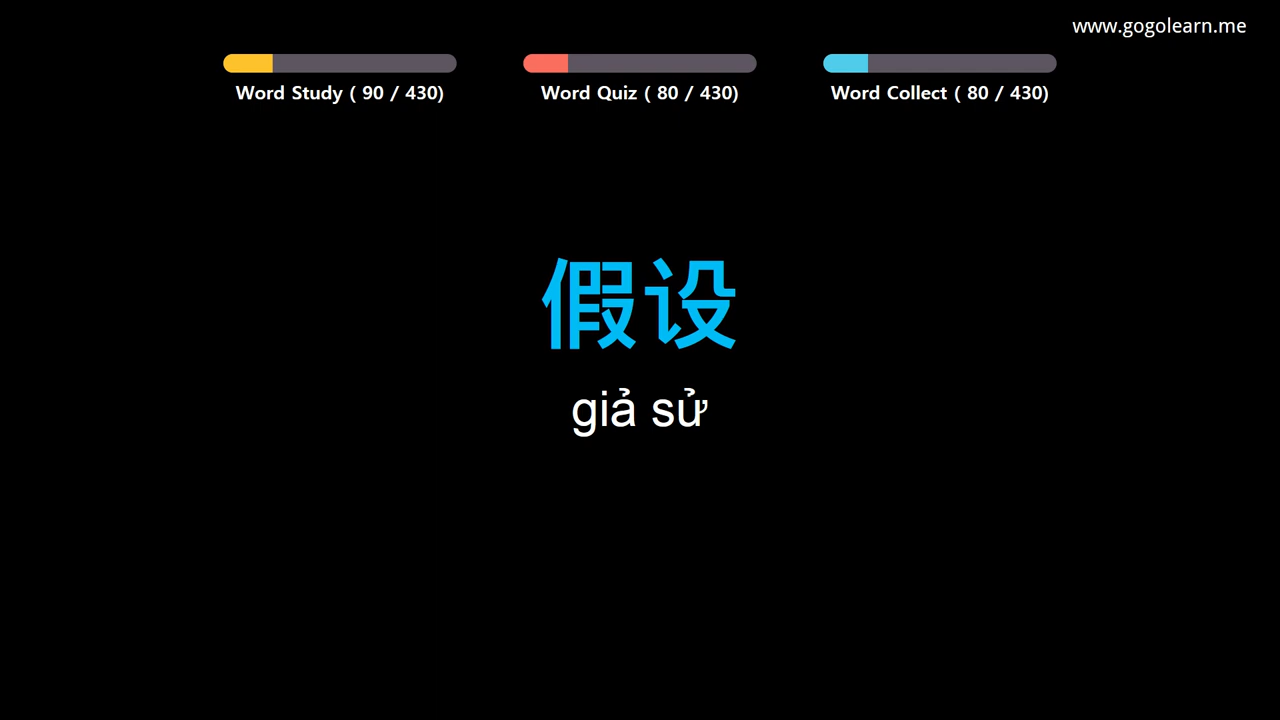 www.gogolearn.me
Word Study ( 90 / 430)
Word Quiz ( 80 / 430)
Word Collect ( 80 / 430)
假设
giả sử